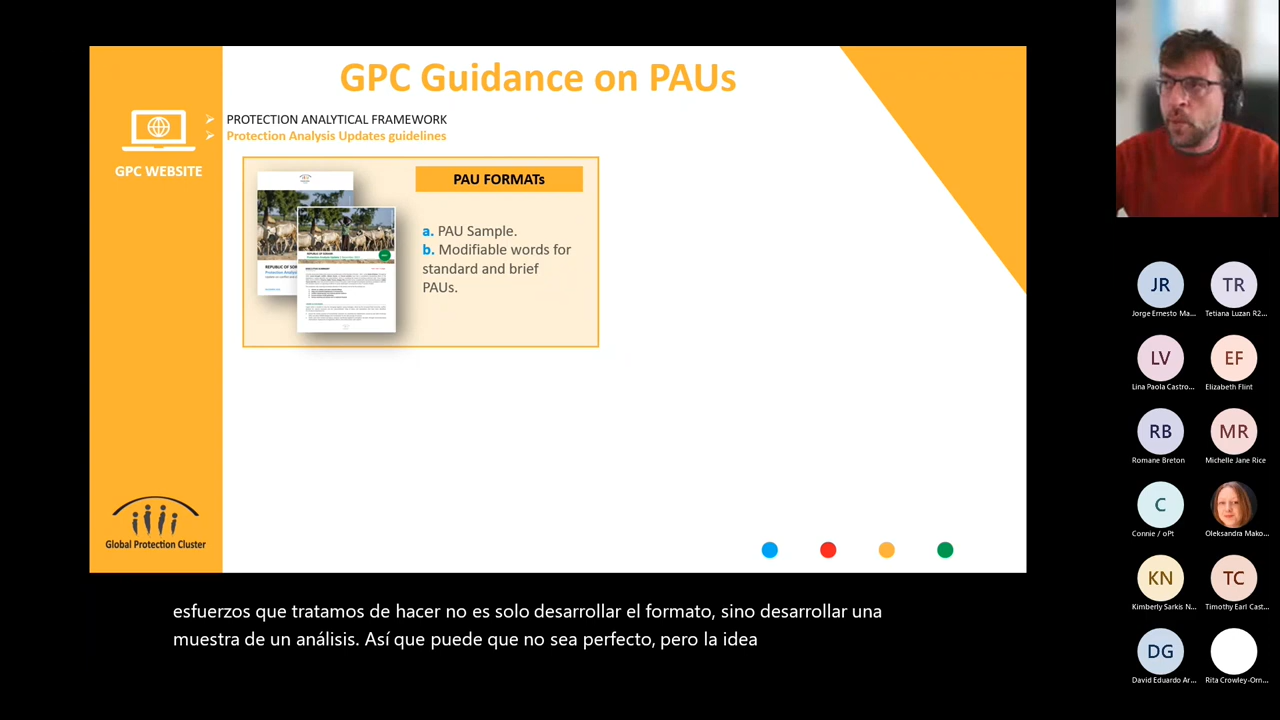 GPC Guidance on PAUs
PROTECTION ANALYTICAL FRAMEWORK
Protection Analysis Updates guidelines
GPC WEBSITE
PAU FORMATs
a. PAU Sample.
b. Modifiable words for
standard and brief
PAUs.
Global Protection Cluster
esfuerzos que tratamos de hacer no es solo desarrollar el formato, sino desarrollar una
muestra de un análisis. Así que puede que no sea perfecto, pero la idea
JR
TR
Jorge Ernesto Ma...
Tetiana Luzan R2...
LV
EF
Lina Paola Castro...
Elizabeth Flint
RB
MR
Romane Breton
Michelle Jane Rice
C
Connie / oPt
Oleksandra Mako...
KN
TC
Kimberly Sarkis N...
Timothy Earl Cast...
DG
David Eduardo Ar...
Rita Crowley-Orn...